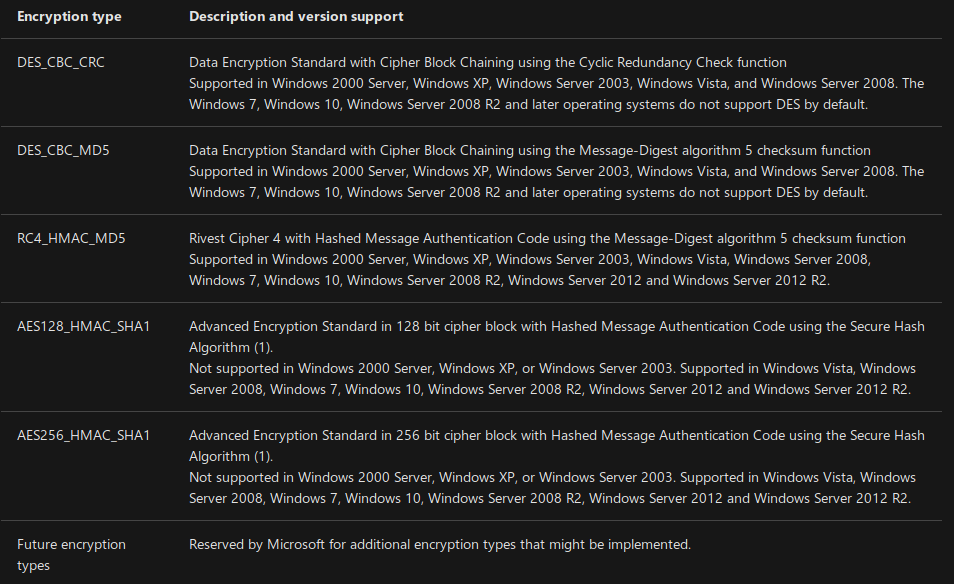 Encryption type Description and version support
DES_CBC_CRC Data Encryption Standard with Cipher Block Chaining using the Cyclic Redundancy Check function
Supported in Windows 2000 Server, Windows XP, Windows Server 2003, Windows Vista, and Windows Server 2008. The
Windows 7, Windows 10, Windows Server 2008 R2 and later operating systems do not support DES by default.
DES_CBC_MD5 Data Encryption Standard with Cipher Block Chaining using the Message-Digest algorithm 5 checksum function
Supported in Windows 2000 Server, Windows XP, Windows Server 2003, Windows Vista, and Windows Server 2008. The
Windows 7, Windows 10, Windows Server 2008 R2 and later operating systems do not support DES by default.
RC4_HMAC_MD5 Rivest Cipher 4 with Hashed Message Authentication Code using the Message-Digest algorithm 5 checksum function
Supported in Windows 2000 Server, Windows XP, Windows Server 2003, Windows Vista, Windows Server 2008,
Windows 7, Windows 10, Windows Server 2008 R2, Windows Server 2012 and Windows Server 2012 R2.
AES128_HMAC_SHA1 Advanced Encryption Standard in 128 bit cipher block with Hashed Message Authentication Code using the Secure Hash
Algorithm (1).
Not supported in Windows 2000 Server, Windows XP, or Windows Server 2003. Supported in Windows Vista, Windows
Server 2008, Windows 7, Windows 10, Windows Server 2008 R2, Windows Server 2012 and Windows Server 2012 R2.
AES256_HMAC_SHA1 Advanced Encryption Standard in 256 bit cipher block with Hashed Message Authentication Code using the Secure Hash
Algorithm (1).
Not supported in Windows 2000 Server, Windows XP, or Windows Server 2003. Supported in Windows Vista, Windows
Server 2008, Windows 7, Windows 10, Windows Server 2008 R2, Windows Server 2012 and Windows Server 2012 R2.
Future encryption Reserved by Microsoft for additional encryption types that might be implemented.
types